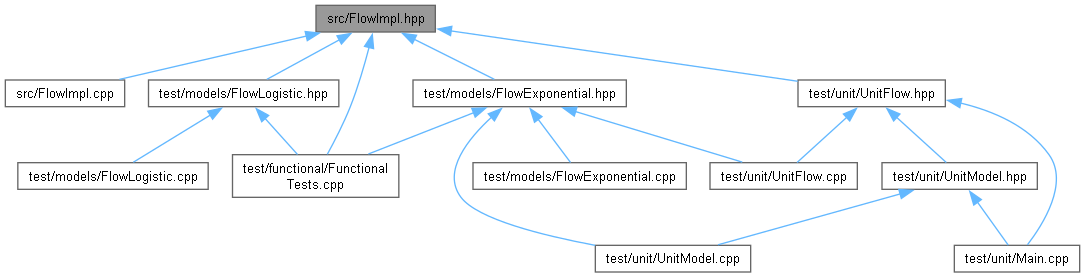 src/FlowImpl.hpp
src/FlowImpl.cpp
test/models/FlowLogistic.hpp
test/models/FlowExponential.hpp
test/unit/UnitFlow.hpp
test/models/FlowLogistic.cpp
test/functional/Functional
Tests.cpp
test/models/FlowExponential.cpp
test/unit/UnitFlow.cpp
test/unit/UnitModel.hpp
test/unit/UnitModel.cpp
test/unit/Main.cpp